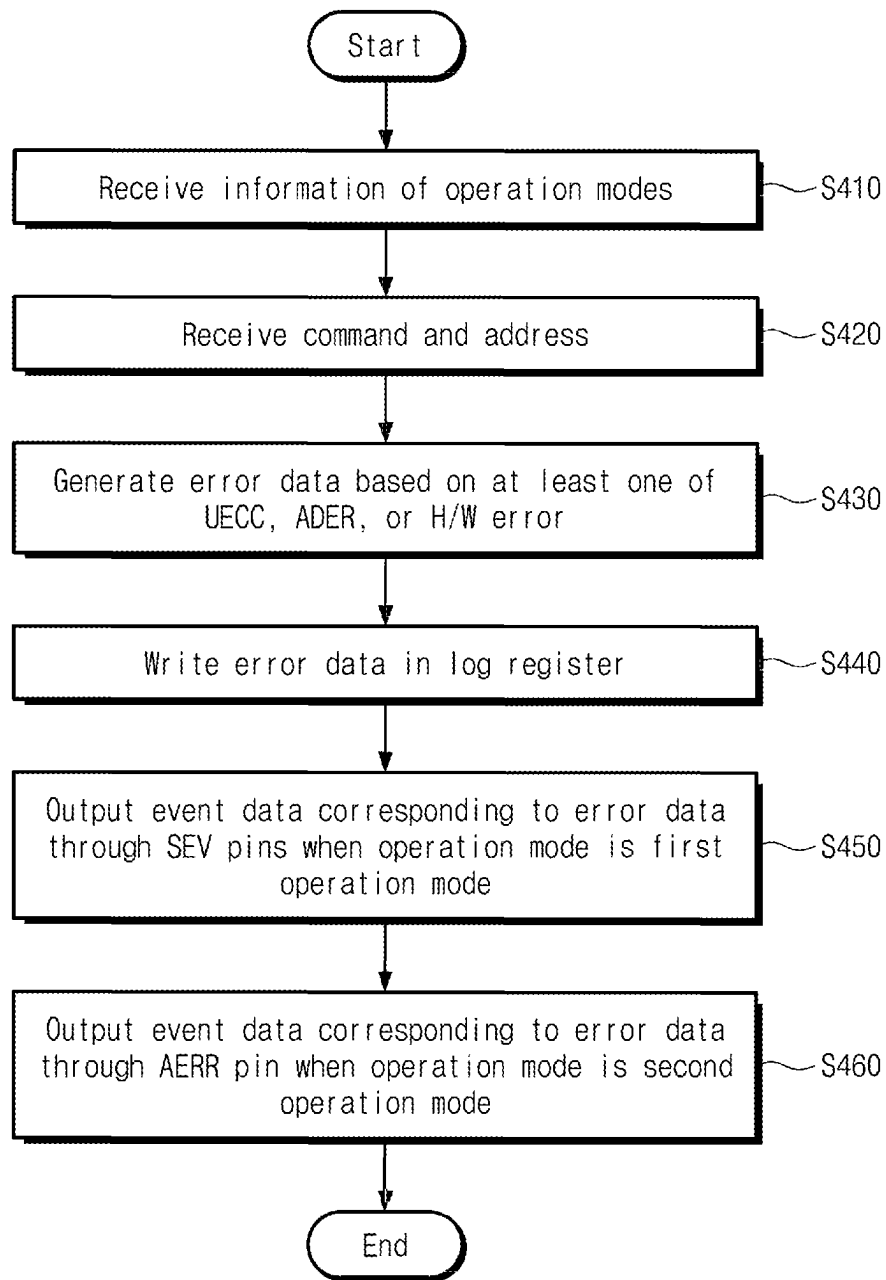 Start
Receive information of operation modes
S410
Receive command and address
S420
Generate error data based on at least one of
UECC, ADER, or H/W error
S430
Write error data in log register
S440
Output event data corresponding to error data
through SEV pins when operation mode is first
operation mode
S450
Output event data corresponding to error data
through AERR pin when operation mode is second
operation mode
S460
End